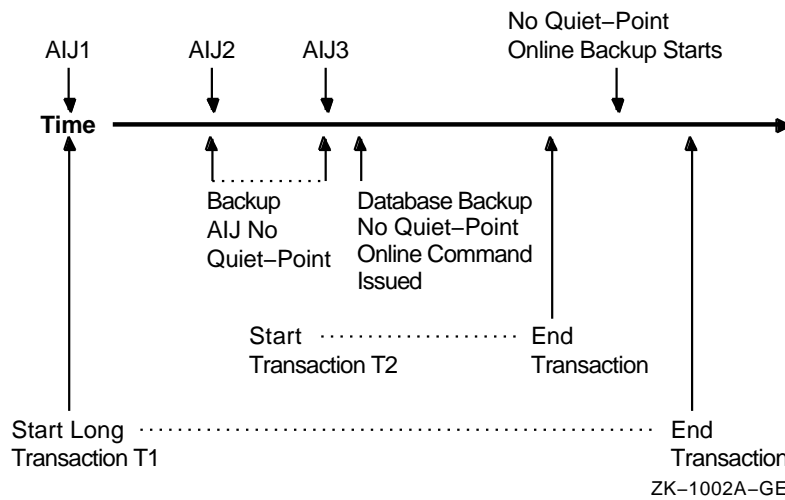 No Quiet−Point
Online Backup Starts
AIJ1
AIJ2
AIJ3
Time
Backup
AIJ No
Quiet−Point
Database Backup
No Quiet−Point
Online Command
Issued
Start
Transaction T2
End
Transaction
Start Long
Transaction T1
End
Transaction
ZK−1002A−GE